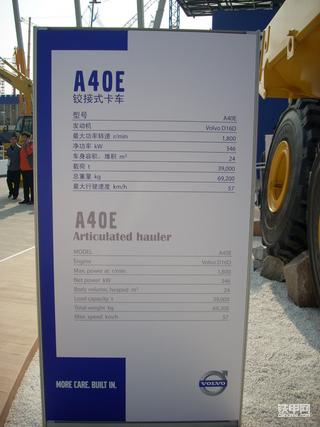 A40E
铰接式卡车
型号 A40E
发动机 Volvo D16D
最大功率转速 r/min 1,800
净功率 kW 346
车身容积，堆积 m³ 24
载荷 t 39,000
总重量 kg 69,200
最大行驶速度 km/h 57
A40E
Articulated hauler
MODEL A40E
Engine Volvo D16D
Max, power at r/min 1,800
Net power kW 346
Body volume, heaped m³ 24
Load capacity t 39,000
Total weight kg 69,200
Max, speed km/h 57
MORE CARE. BUILT IN.
VOLVO
铁甲网